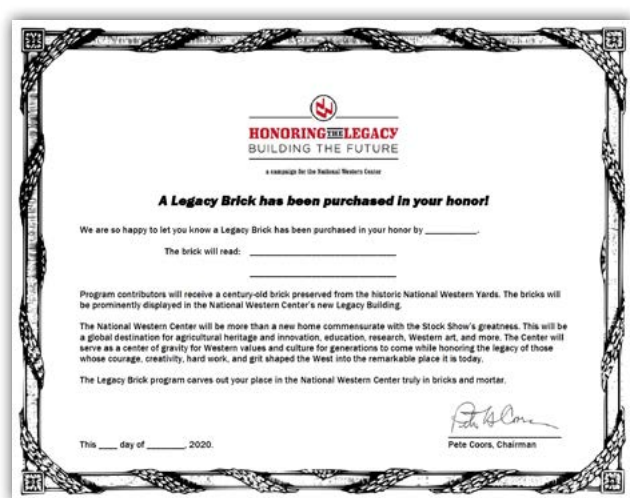 HONORING THE LEGACY
BUILDING THE FUTURE
a campaign for the National Western Center
A Legacy Brick has been purchased in your honor!
We are so happy to let you know a Legacy Brick has been purchased in your honor by __________.
The brick will read: ______________________________
______________________________
Program contributors will receive a century-old brick preserved from the historic National Western Yards. The bricks will
be prominently displayed in the National Western Center's new Legacy Building.
The National Western Center will be more than a new home commensurate with the Stock Show's greatness. This will be
a global destination for agricultural heritage and innovation, education, research, Western art, and more. The Center will
serve as a center of gravity for Western values and culture for generations to come while honoring the legacy of those
whose courage, creativity, hard work, and grit shaped the West into the remarkable place it is today.
The Legacy Brick program carves out your place in the National Western Center truly in bricks and mortar.
Pete Coors
This ____ day of ________, 2020.
Pete Coors, Chairman